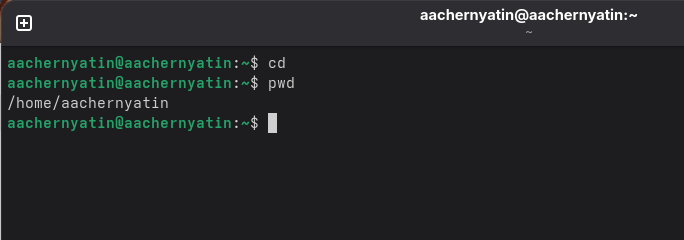 aachernyatin@aachernyatin:~
~
aachernyatin@aachernyatin:~$ cd
aachernyatin@aachernyatin:~$ pwd
/home/aachernyatin
aachernyatin@aachernyatin:~$